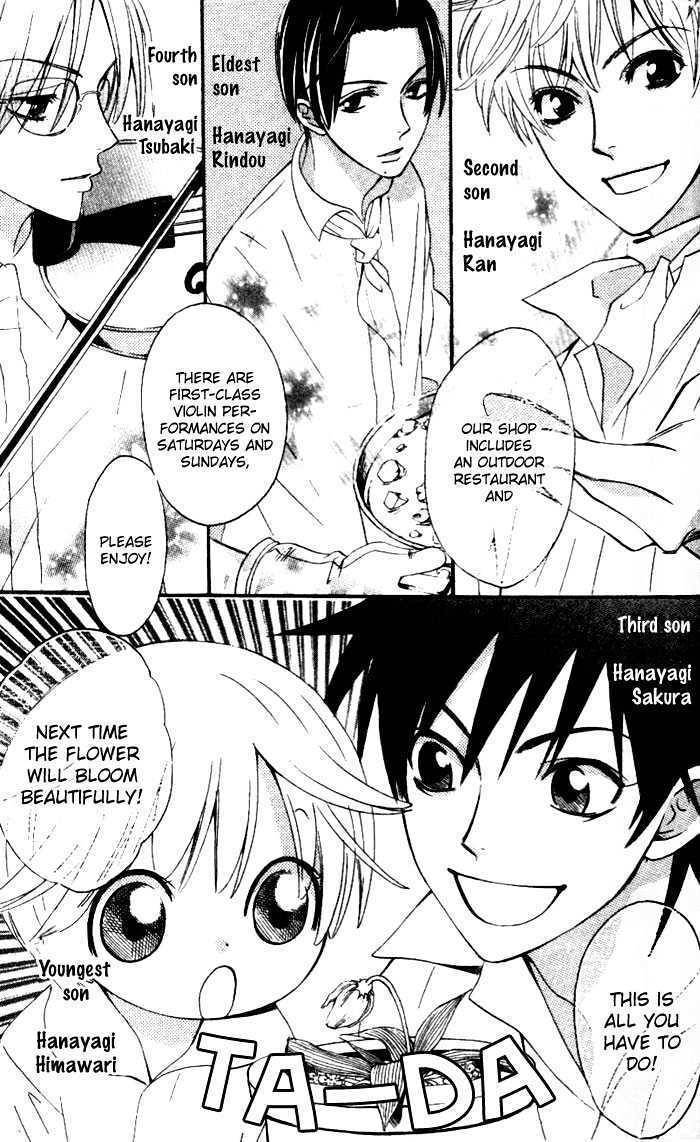 Second
son
Hanayagi
Ran
OUR SHOP
INCLUDES
AN OUTDOOR
RESTAURANT
AND
Eldest
son
Hanayagi
Rindou
THERE ARE
FIRST-CLASS
VIOLIN PER-
FORMANCES ON
SATURDAYS AND
SUNDAYS,
Fourth
son
Hanayagi
Tsubaki
PLEASE
ENJOY!
Third son
Hanayagi
Sakura
THIS IS
ALL YOU
HAVE TO
DO!
NEXT TIME
THE FLOWER
WILL BLOOM
BEAUTIFULLY!
Youngest
son
Hanayagi
Himawari
TA-DA